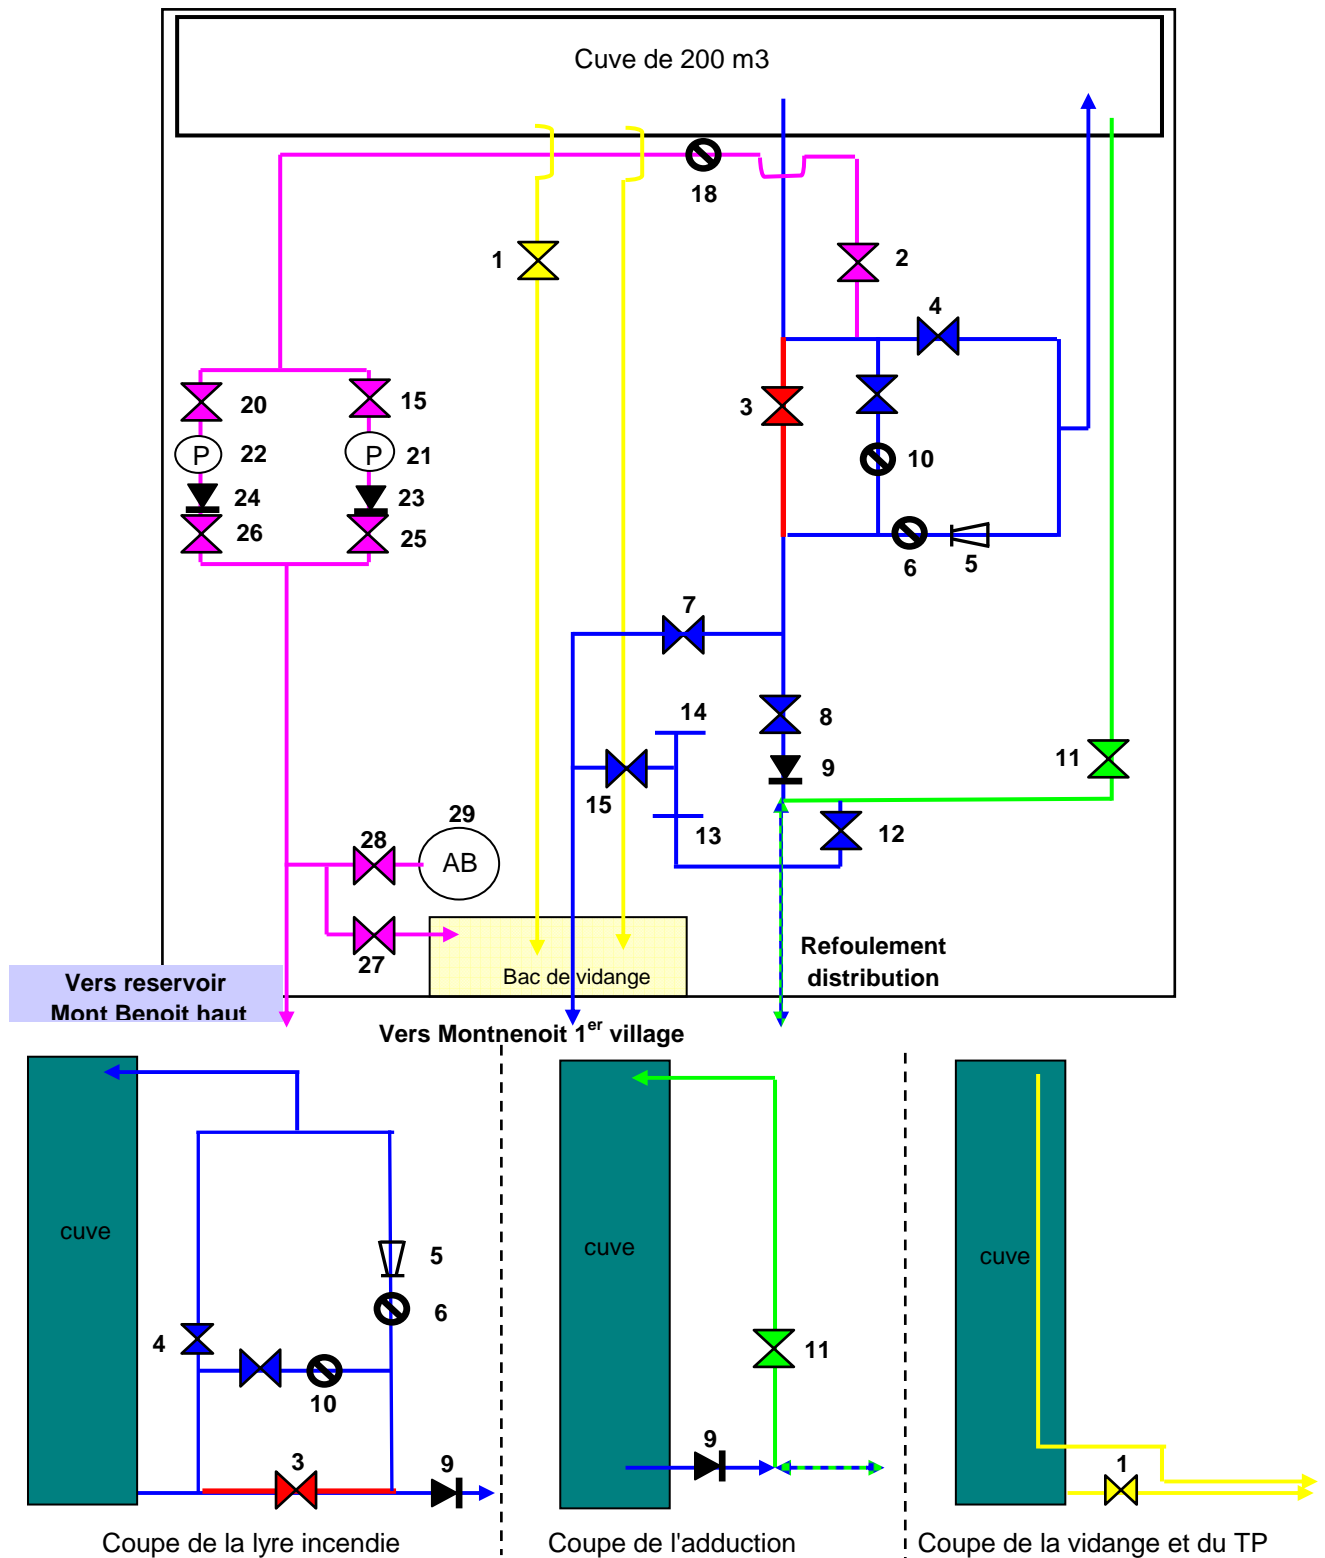 Cuve de 200 m3
18
1
2
4
3
20
15
22
P
P
21
10
24
23
26
25
6
5
7
14
8
9
11
15
13
12
29
28
AB
27
Refoulement
distribution
Bac de vidange
Vers reservoir
Mont Benoit haut
Vers Montnenoit 1er village
cuve
5
6
4
10
3
9
Coupe de la lyre incendie
cuve
11
9
Coupe de l'adduction
cuve
1
Coupe de la vidange et du TP